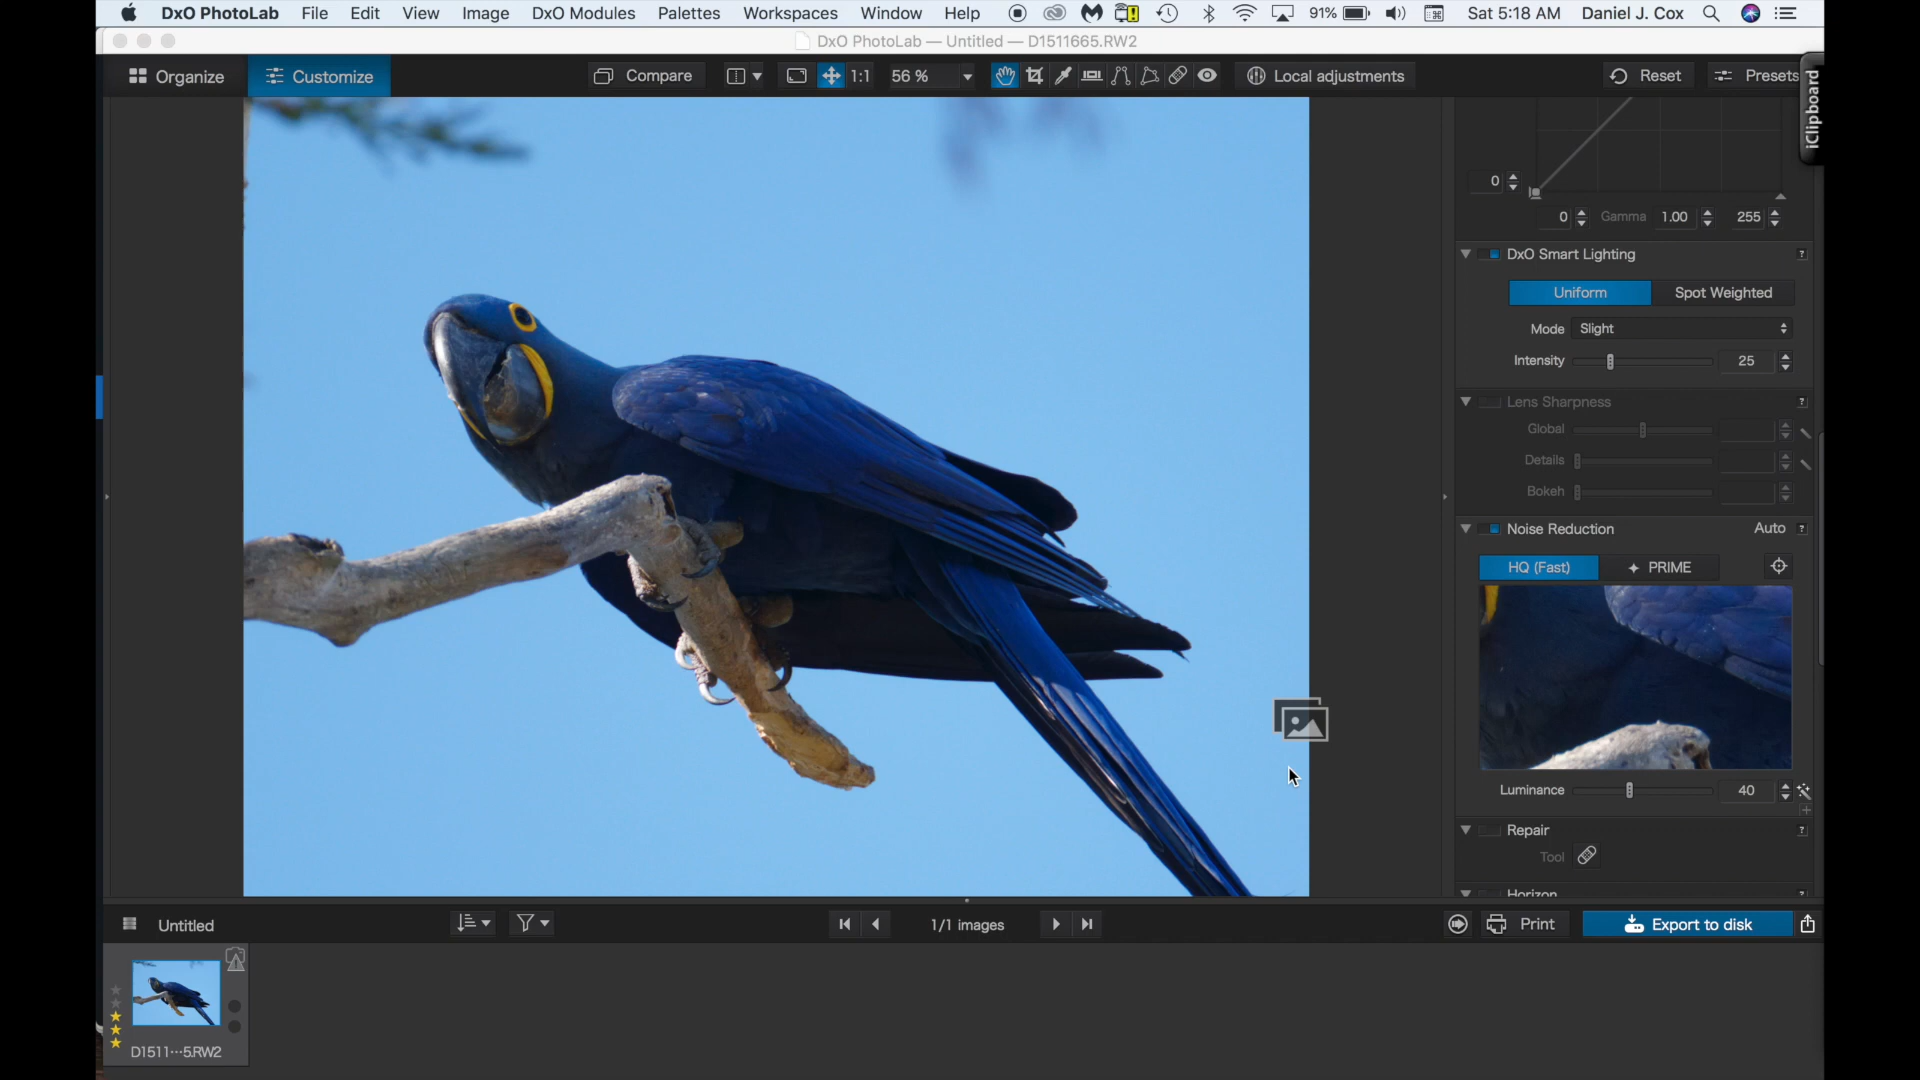 DxO PhotoLab File Edit View Image DxO Modules Palettes Workspaces Window Help 91% Sat 5:18 AM Daniel J. Cox
DxO PhotoLab — Untitled — D1511665.RW2
Organize Customize Compare 1:1 56 % Local adjustments Reset Presets
iClipboard
0
0 Gamma 1.00 255
DxO Smart Lighting ?
Uniform Spot Weighted
Mode Slight
Intensity 25
Lens Sharpness ?
Global
Details
Bokeh
Noise Reduction Auto ?
HQ (Fast) PRIME
Luminance 40
Repair ?
Tool
Horizon ?
Untitled 1/1 images Print Export to disk
D1511···5.RW2